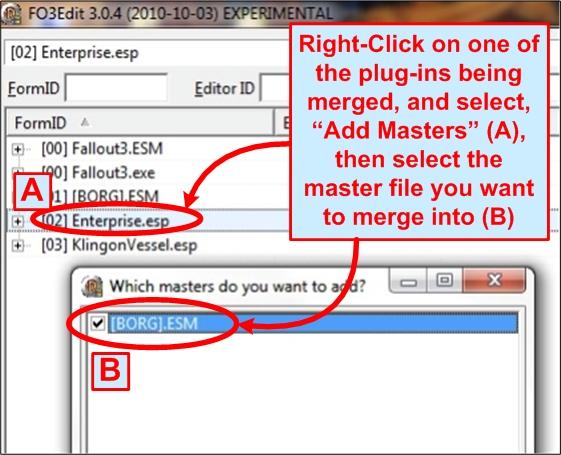 FO3Edit 3.0.4 (2010-10-03) EXPERIMENTAL
[02] Enterprise.esp
FormID
Editor ID
FormID
[00] Fallout3.ESM
[00] Fallout3.exe
[BORG].ESM
[02] Enterprise.esp
[03] KlingonVessel.esp
A
Right-Click on one of
the plug-ins being
merged, and select,
“Add Masters” (A),
then select the
master file you want
to merge into (B)
Which masters do you want to add?
[BORG].ESM
B